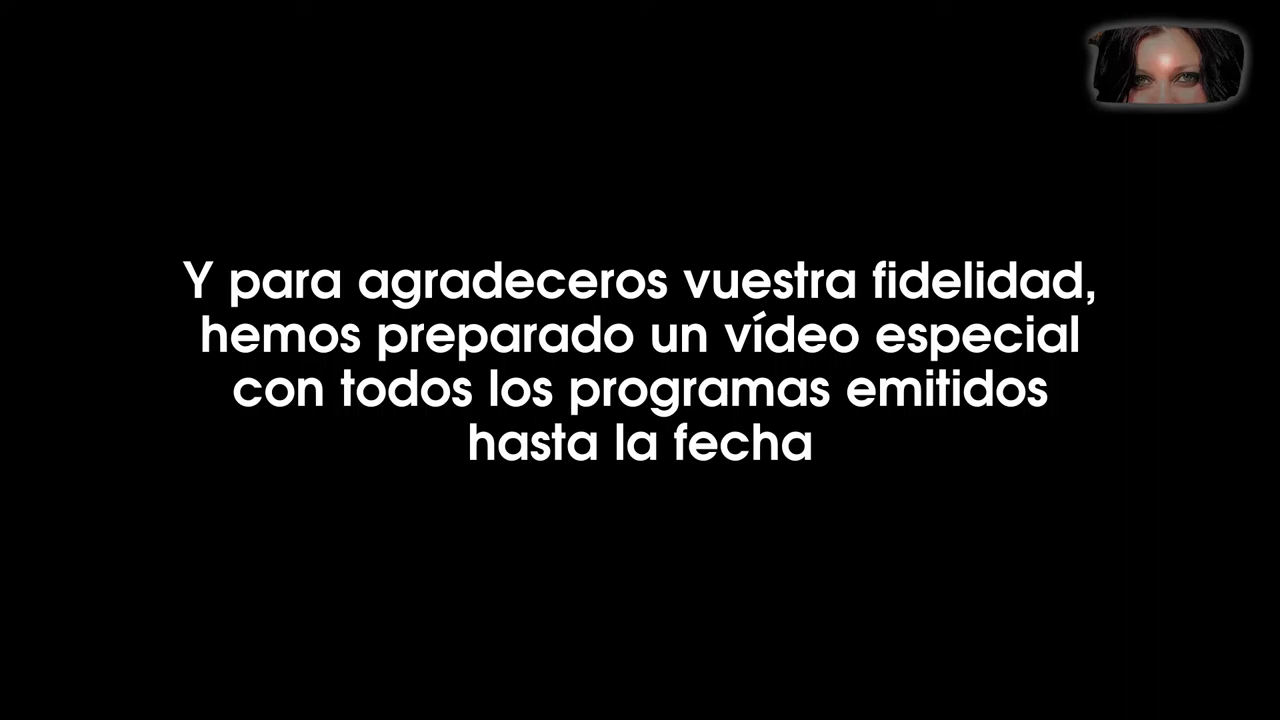 Y para agradeceros vuestra fidelidad,
hemos preparado un vídeo especial
con todos los programas emitidos
hasta la fecha